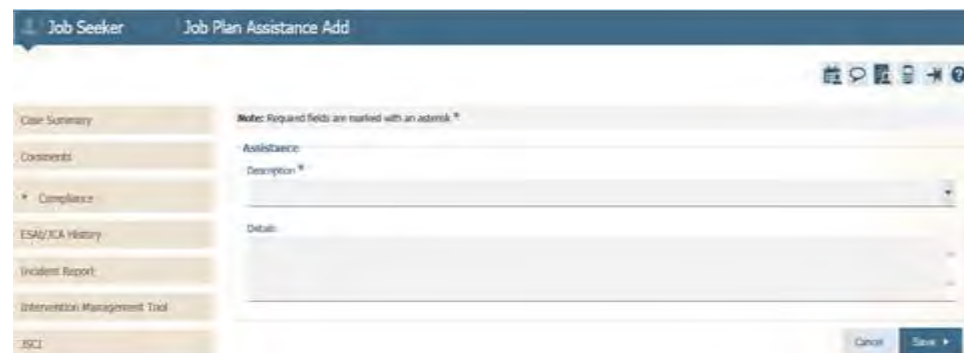 Job Seeker Job Plan Assistance Add
Case Summary
Comments
Compliance
ESAt/JCA History
Incident Report
Intervention Management Tool
JSCI
Note: Required fields are marked with an asterisk *
Assistance
Description *
Details
Cancel Save